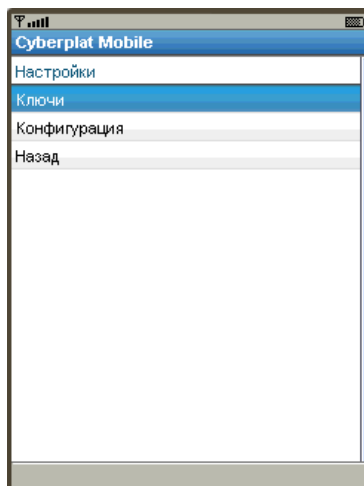 Cyberplat Mobile
Настройки
Ключи
Конфигурация
Назад